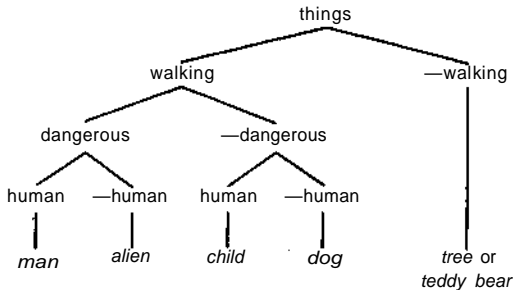 things
walking —walking
dangerous —dangerous
human —human human —human
man alien child dog tree or
teddy bear